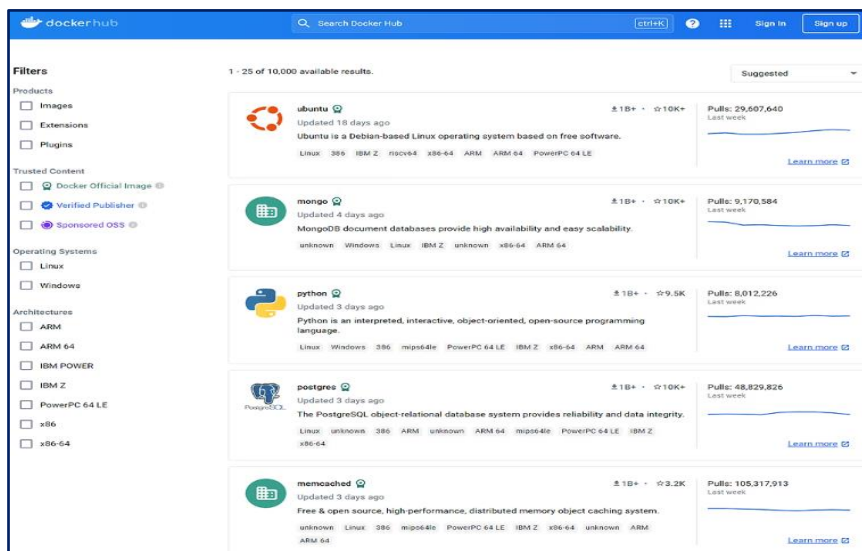 dockerhub
Search Docker Hub
ctrl+K
?
Sign In
Sign up
Filters
Products
Images
Extensions
Plugins
Trusted Content
Docker Official Image
Verified Publisher
Sponsored OSS
Operating Systems
Linux
Windows
Architectures
ARM
ARM 64
IBM POWER
IBM Z
PowerPC 64 LE
x86
x86-64
1 - 25 of 10,000 available results.
Suggested
ubuntu
1B+ • 10K+
Updated 18 days ago
Ubuntu is a Debian-based Linux operating system based on free software.
Linux 386 IBM Z riscv64 x86-64 ARM ARM 64 PowerPC 64 LE
Pulls: 29,607,640
Last week
Learn more
mongo
1B+ • 10K+
Updated 4 days ago
MongoDB document databases provide high availability and easy scalability.
unknown Windows Linux IBM Z unknown x86-64 ARM 64
Pulls: 9,170,584
Last week
Learn more
python
1B+ • 9.5K
Updated 3 days ago
Python is an interpreted, interactive, object-oriented, open-source programming
language.
Linux Windows 386 mips64le PowerPC 64 LE IBM Z x86-64 ARM ARM 64
Pulls: 8,012,226
Last week
Learn more
PostgreSQL
postgres
1B+ • 10K+
Updated 3 days ago
The PostgreSQL object-relational database system provides reliability and data integrity.
Linux unknown 386 ARM unknown ARM 64 mips64le PowerPC 64 LE IBM Z
x86-64
Pulls: 48,829,826
Last week
Learn more
memcached
1B+ • 3.2K
Updated 3 days ago
Free & open source, high-performance, distributed memory object caching system.
unknown Linux 386 mips64le PowerPC 64 LE IBM Z x86-64 unknown ARM
ARM 64
Pulls: 105,317,913
Last week
Learn more